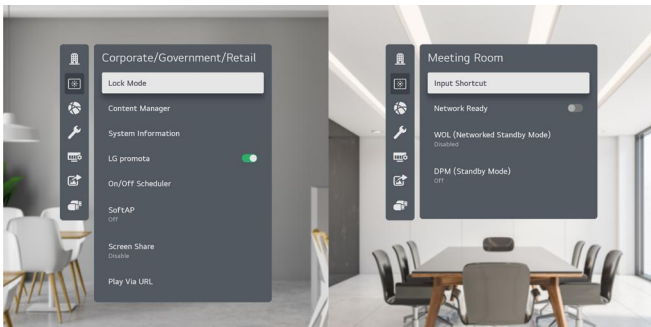 Corporate/Government/Retail
Lock Mode
Content Manager
System Information
LG promota
On/Off Scheduler
SoftAP
Off
Screen Share
Disable
Play Via URL
Meeting Room
Input Shortcut
Network Ready
WOL (Networked Standby Mode)
Disabled
DPM (Standby Mode)
Off